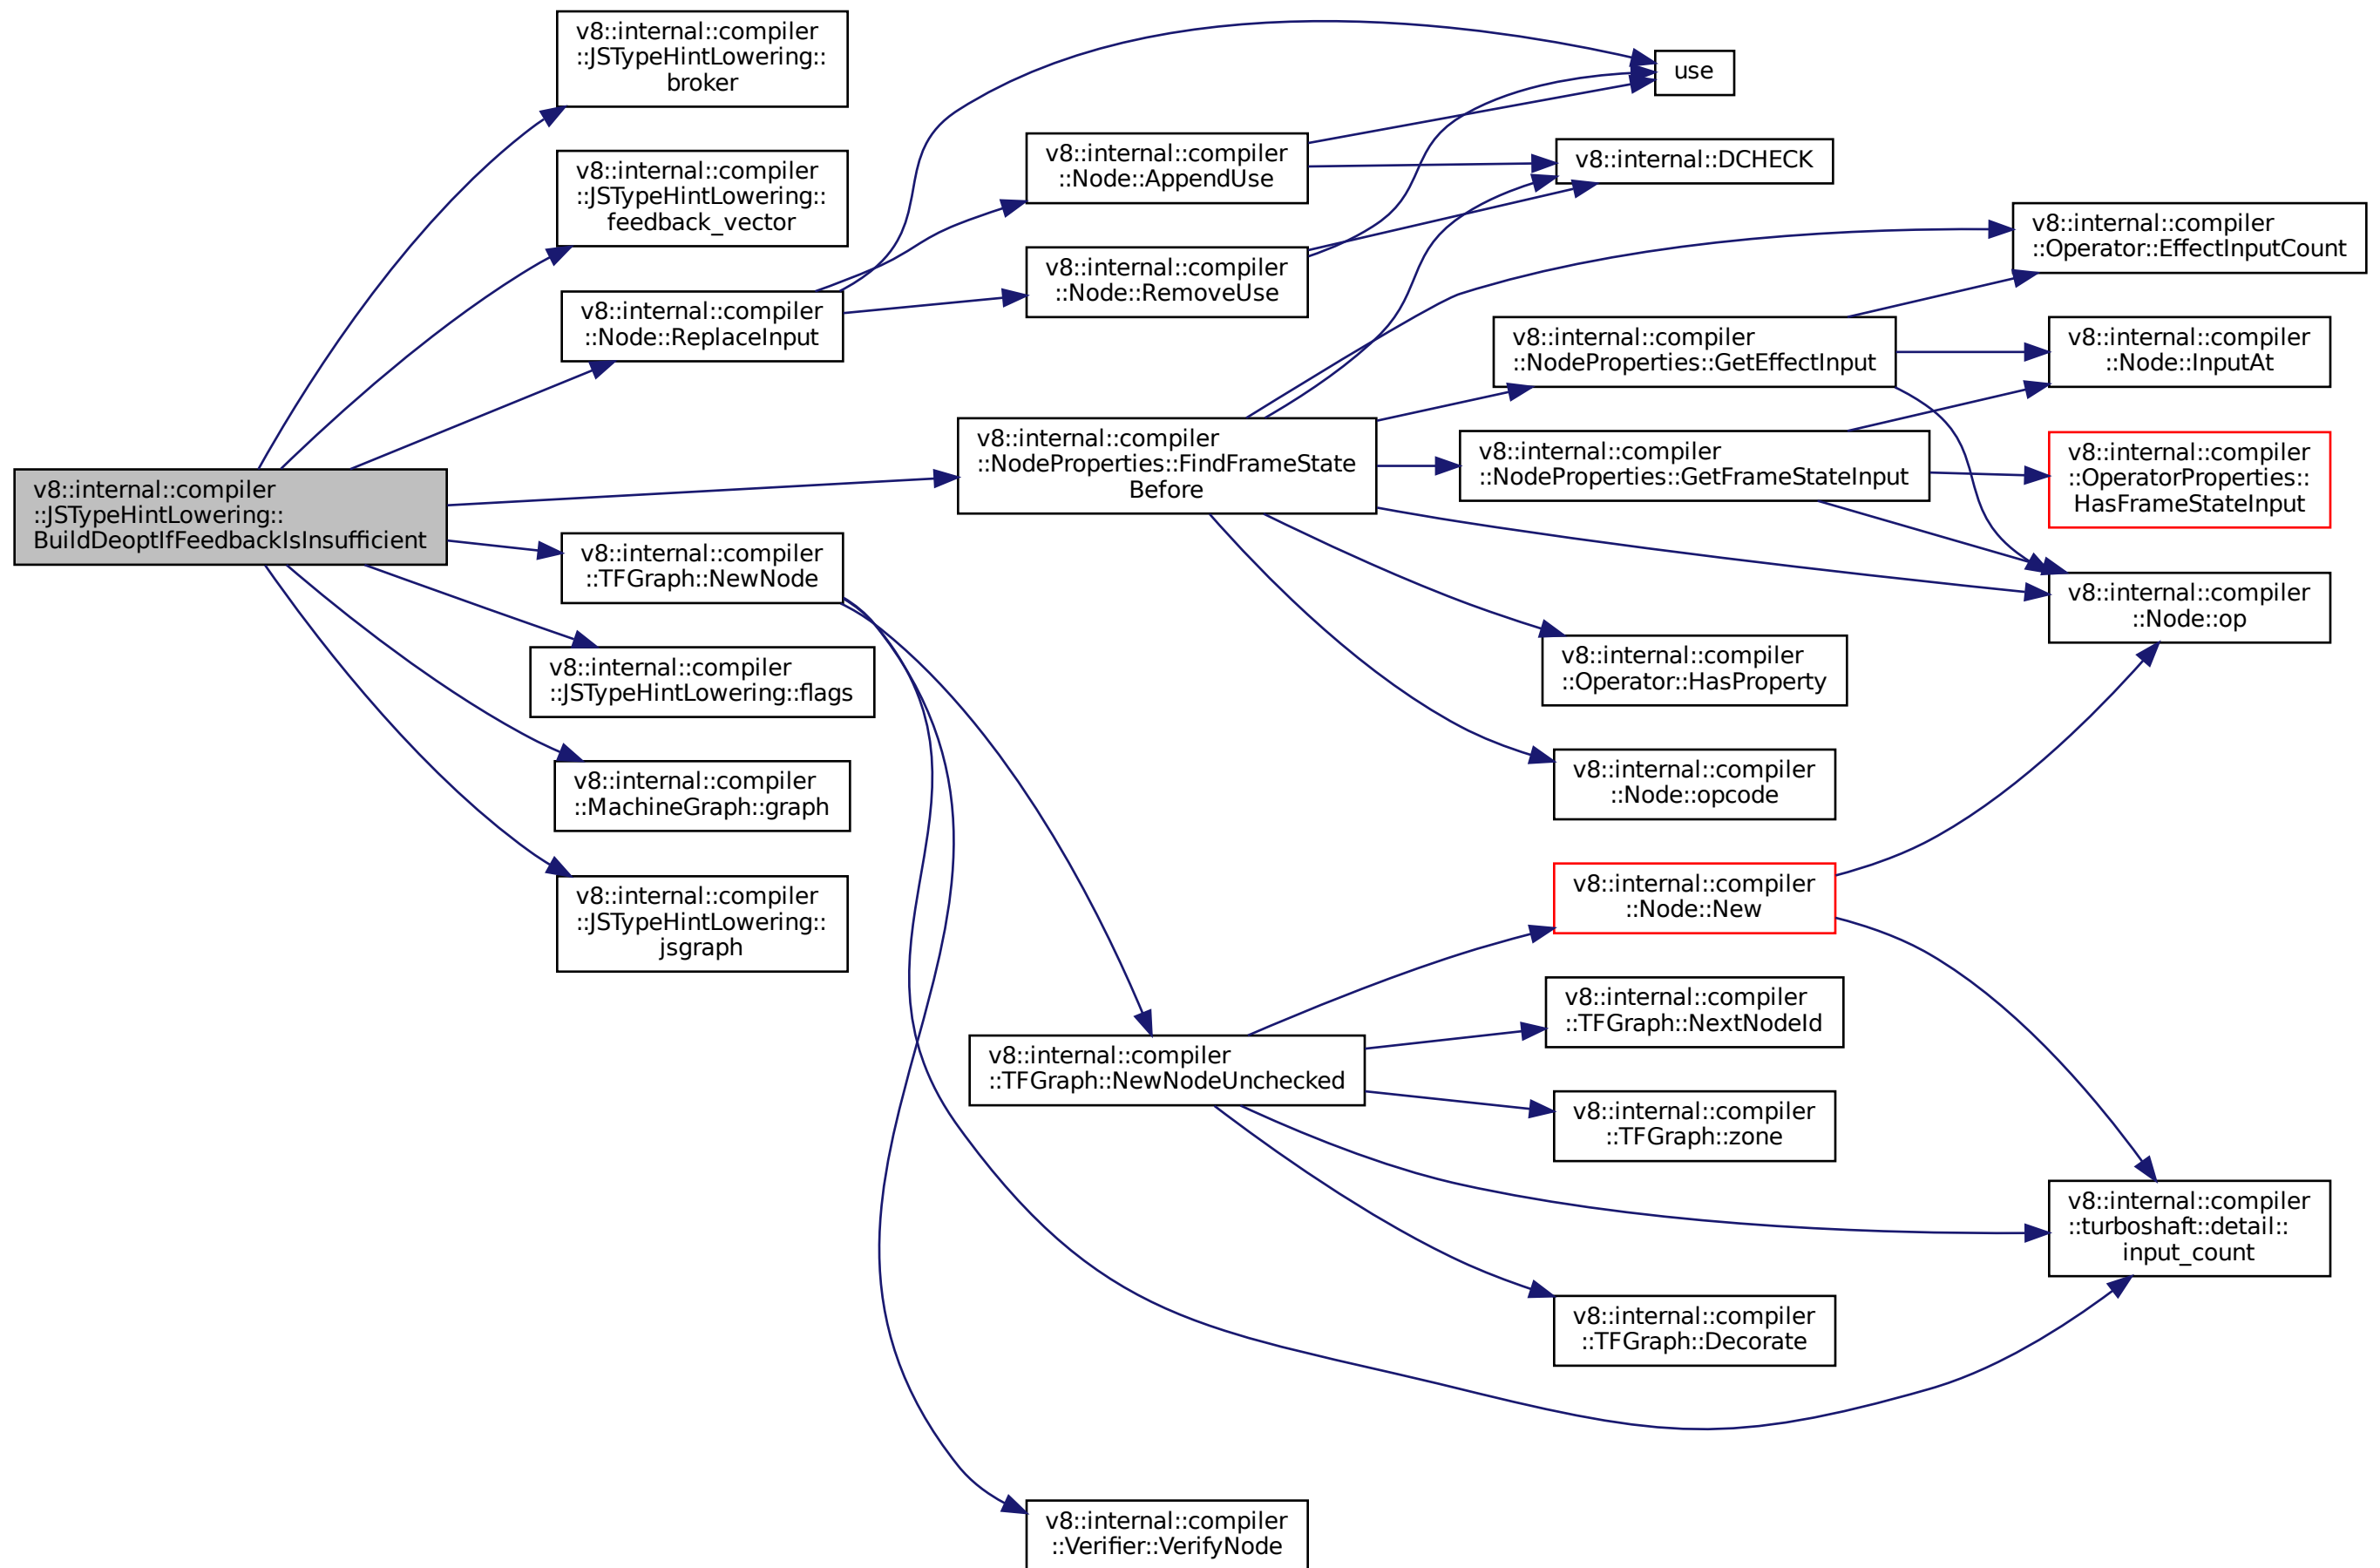 v8::internal::compiler
::JSTypeHintLowering::
BuildDeoptIfFeedbackIsInsufficient
v8::internal::compiler
::JSTypeHintLowering::
broker
v8::internal::compiler
::JSTypeHintLowering::
feedback_vector
v8::internal::compiler
::Node::ReplaceInput
v8::internal::compiler
::TFGraph::NewNode
v8::internal::compiler
::JSTypeHintLowering::flags
v8::internal::compiler
::MachineGraph::graph
v8::internal::compiler
::JSTypeHintLowering::
jsgraph
v8::internal::compiler
::Node::AppendUse
v8::internal::compiler
::Node::RemoveUse
v8::internal::compiler
::NodeProperties::FindFrameState
Before
v8::internal::compiler
::TFGraph::NewNodeUnchecked
v8::internal::compiler
::Verifier::VerifyNode
use
v8::internal::DCHECK
v8::internal::compiler
::NodeProperties::GetEffectInput
v8::internal::compiler
::NodeProperties::GetFrameStateInput
v8::internal::compiler
::Operator::HasProperty
v8::internal::compiler
::Node::opcode
v8::internal::compiler
::Node::New
v8::internal::compiler
::TFGraph::NextNodeId
v8::internal::compiler
::TFGraph::zone
v8::internal::compiler
::TFGraph::Decorate
v8::internal::compiler
::Operator::EffectInputCount
v8::internal::compiler
::Node::InputAt
v8::internal::compiler
::OperatorProperties::
HasFrameStateInput
v8::internal::compiler
::Node::op
v8::internal::compiler
::turboshaft::detail::
input_count